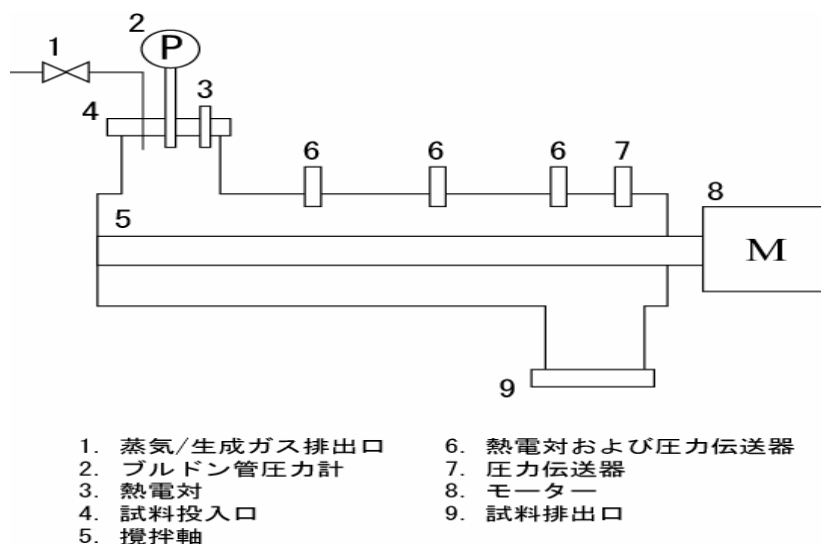 2
1
P
3
4
6
6
6
7
8
5
M
9
1. 蒸気/生成ガス排出口
2. ブルドン管圧力計
3. 熱電対
4. 試料投入口
5. 攪拌軸
6. 熱電対および圧力伝送器
7. 圧力伝送器
8. モーター
9. 試料排出口